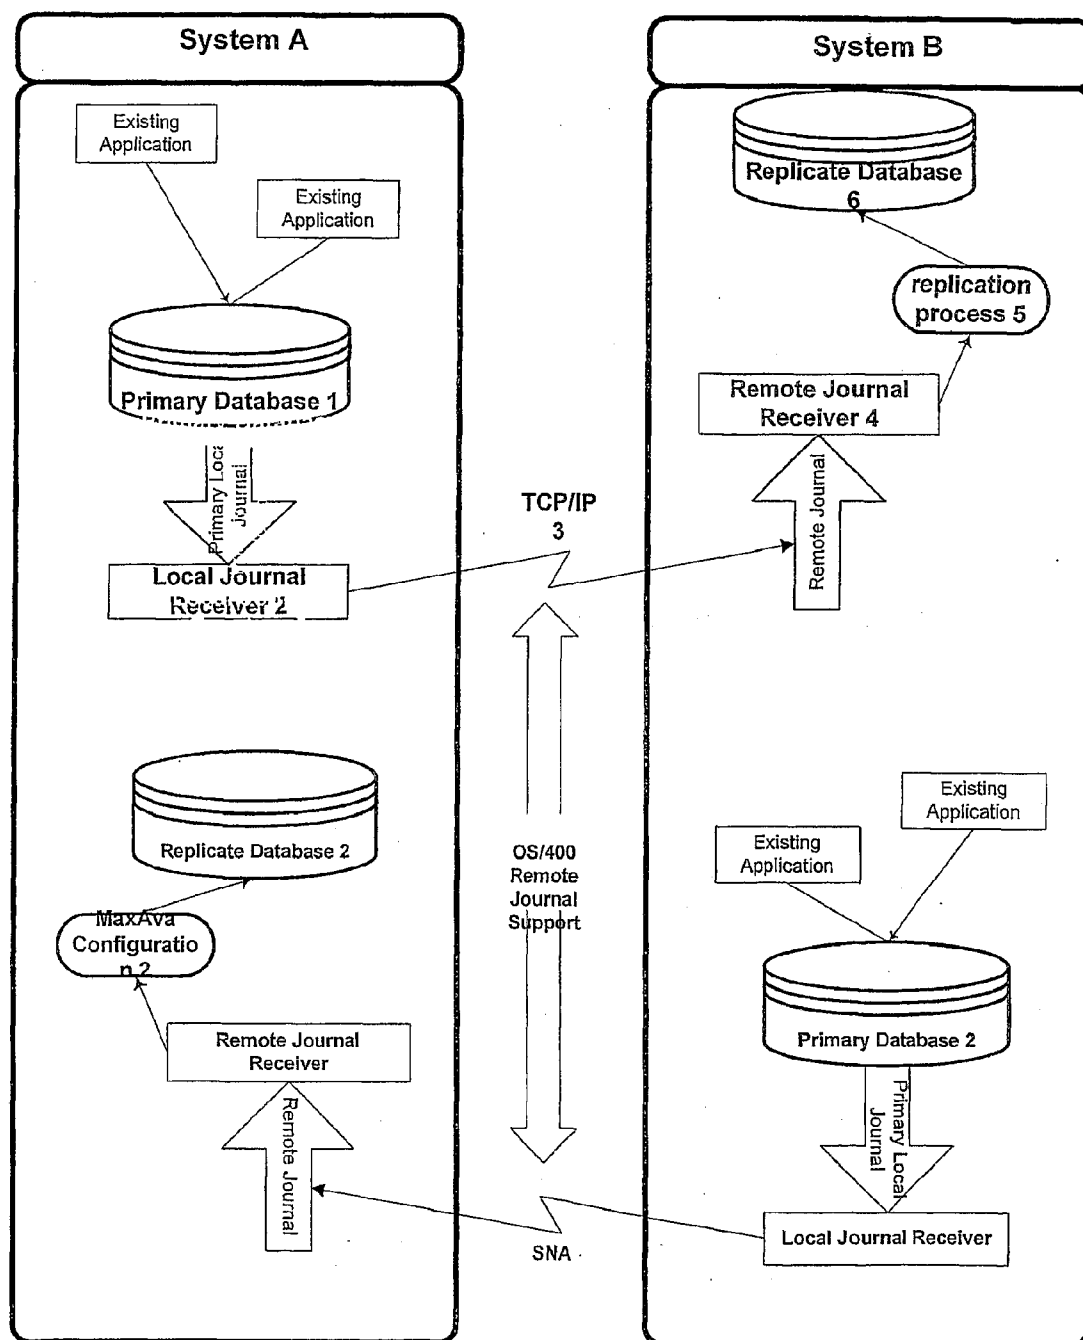 System A
Existing
Application
Existing
Application
Primary Database 1
Primary Loca
Journal
Local Journal
Receiver 2
Replicate Database 2
MaxAva
Configuratio
n 2
Remote Journal
Receiver
Remote Journal
TCP/IP
3
OS/400
Remote
Journal
Support
SNA
System B
Replicate Database
6
replication
process 5
Remote Journal
Receiver 4
Remote Journal
Existing
Application
Existing
Application
Primary Database 2
Primary Local
Journal
Local Journal Receiver